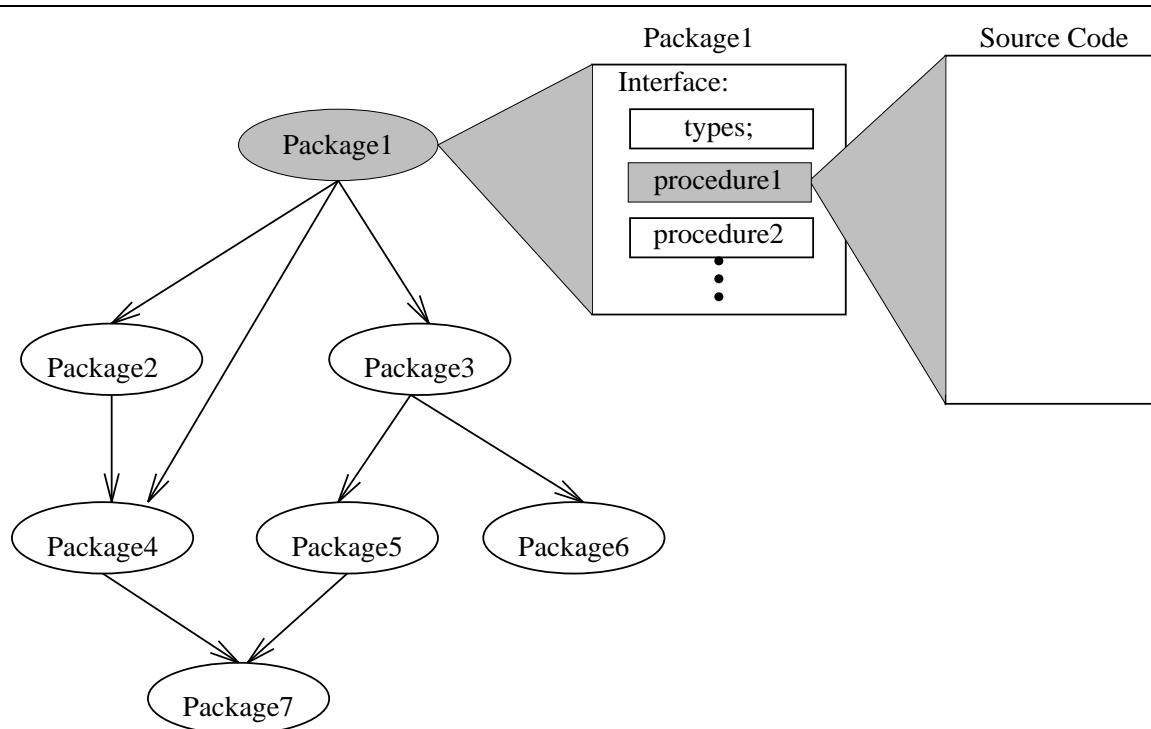 Package1
Source Code
Interface:
types;
Package1
procedure1
procedure2
Package2
Package3
Package4
Package5
Package6
Package7